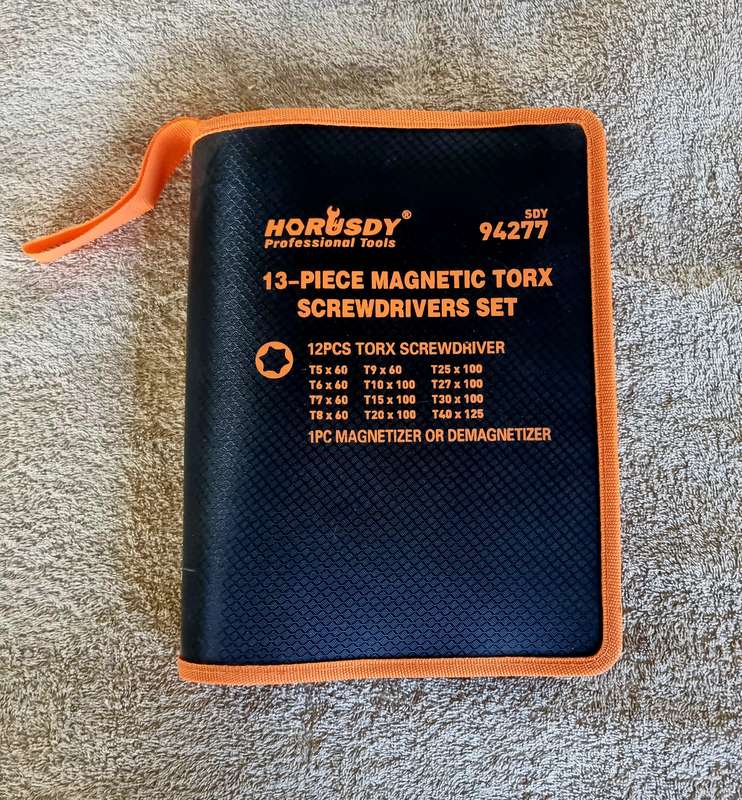 HORUSDY®
Professional Tools
SDY
94277
13-PIECE MAGNETIC TORX
SCREWDRIVERS SET
12PCS TORX SCREWDRIVER
T5 x 60 T9 x 60 T25 x 100
T6 x 60 T10 x 100 T27 x 100
T7 x 60 T15 x 100 T30 x 100
T8 x 60 T20 x 100 T40 x 125
1PC MAGNETIZER OR DEMAGNETIZER